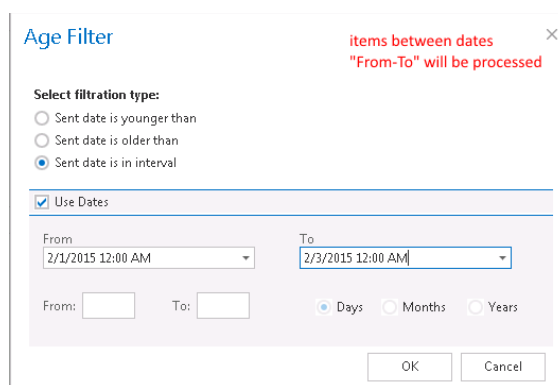 Age Filter
items between dates
"From-To" will be processed
Select filtration type:
Sent date is younger than
Sent date is older than
Sent date is in interval
Use Dates
From To
2/1/2015 12:00 AM 2/3/2015 12:00 AM
From: To: Days Months Years
OK Cancel